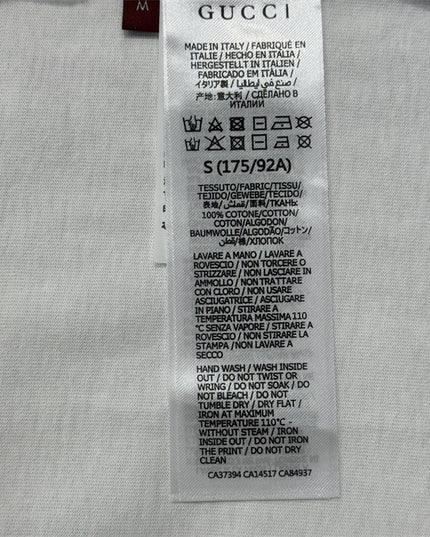 M
GUCCI
MADE IN ITALY / FABRIQUÉ EN
ITALIE / HECHO EN ITALIA /
HERGESTELLT IN ITALIEN /
FABRICADO EM ITÁLIA /
イタリア製 / صنع في ايطاليا /
产地: 意大利 / СДЕЛАНО В
ИТАЛИИ
S (175/92A)
TESSUTO/FABRIC/TISSU/
TEJIDO/GEWEBE/TECIDO/
表地/قماش/面料/ТКАНЬ:
100% COTONE/COTTON/
COTON/ALGODON/
BAUMWOLLE/ALGODÃO/コットン/
قطن/棉/ХЛОПОК
LAVARE A MANO / LAVARE A
ROVESCIO / NON TORCERE O
STRIZZARE / NON LASCIARE IN
AMMOLLO / NON TRATTARE
CON CLORO / NON USARE
ASCIUGATRICE / ASCIUGARE
IN PIANO / STIRARE A
TEMPERATURA MASSIMA 110
°C SENZA VAPORE / STIRARE A
ROVESCIO / NON STIRARE LA
STAMPA / NON LAVARE A
SECCO
HAND WASH / WASH INSIDE
OUT / DO NOT TWIST OR
WRING / DO NOT SOAK / DO
NOT BLEACH / DO NOT
TUMBLE DRY / DRY FLAT /
IRON AT MAXIMUM
TEMPERATURE 110°C -
WITHOUT STEAM / IRON
INSIDE OUT / DO NOT IRON
THE PRINT / DO NOT DRY
CLEAN
CA37394 CA14517 CA84937